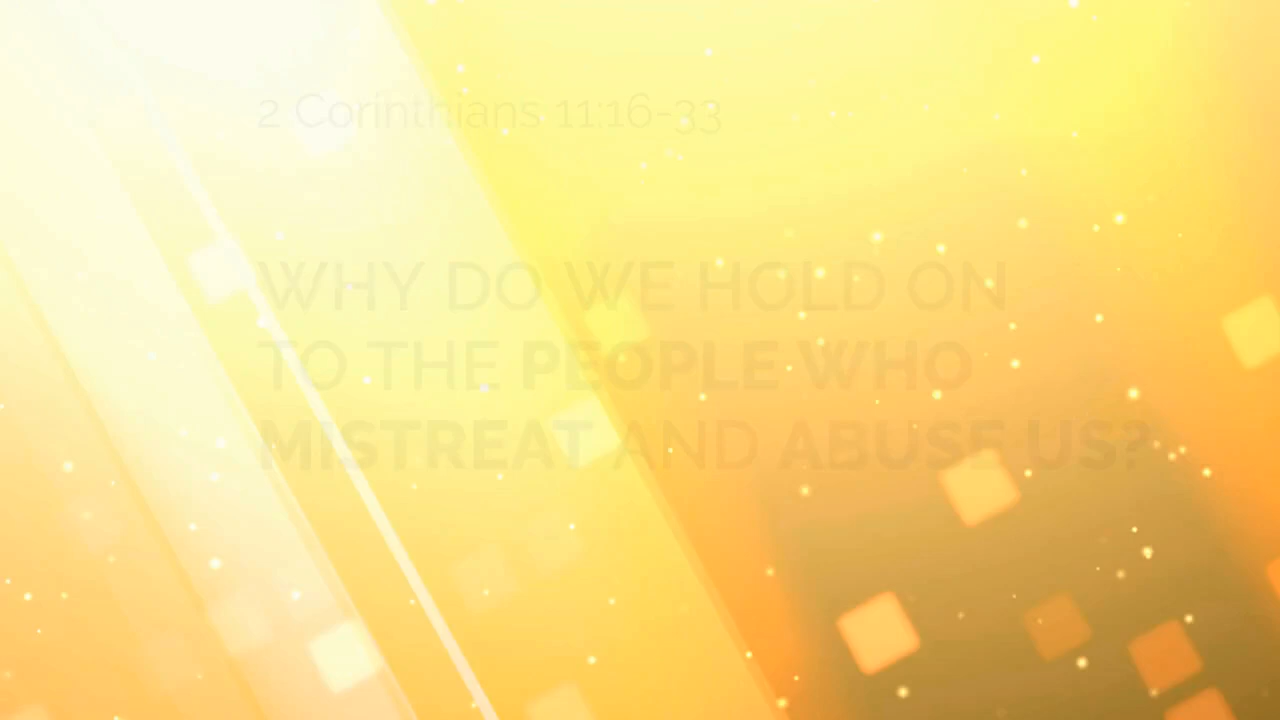 2 Corinthians 11:16-33
WHY DO WE HOLD ON
TO THE PEOPLE WHO
MISTREAT AND ABUSE US?